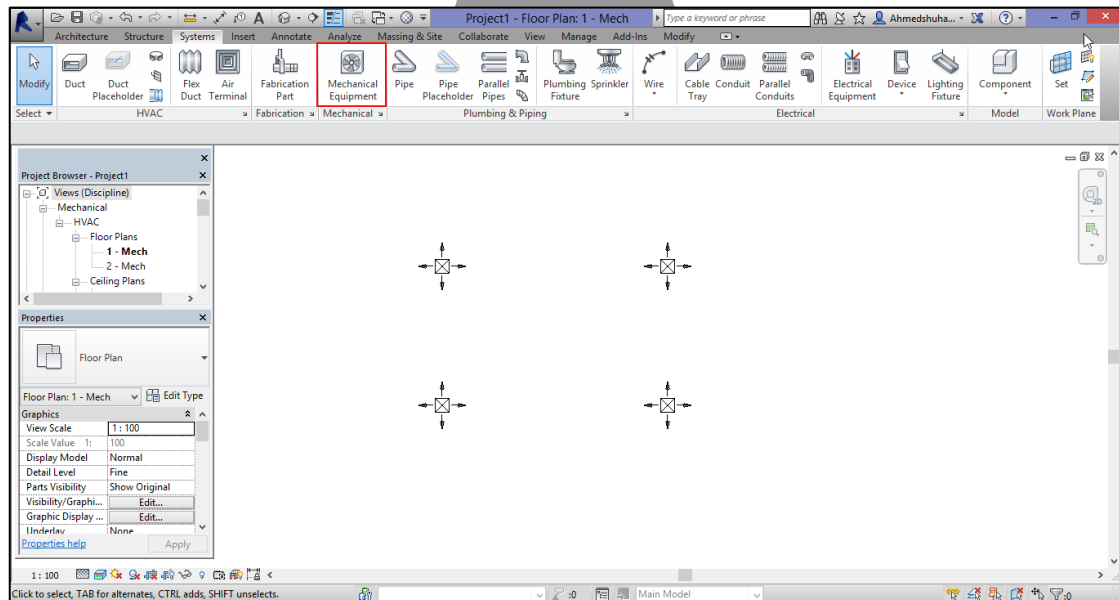 Project1 - Floor Plan: 1 - Mech
Type a keyword or phrase
Ahmedshuha...
Architecture Structure Systems Insert Annotate Analyze Massing & Site Collaborate View Manage Add-Ins Modify
Modify Duct Duct Placeholder Flex Duct Air Terminal Fabrication Part Mechanical Equipment Pipe Pipe Placeholder Parallel Pipes Plumbing Fixture Sprinkler Wire Cable Tray Conduit Parallel Conduits Electrical Equipment Device Lighting Fixture Component Set
Select HVAC Fabrication Mechanical Plumbing & Piping Electrical Model Work Plane
Project Browser - Project1
Views (Discipline)
Mechanical
HVAC
Floor Plans
1 - Mech
2 - Mech
Ceiling Plans
Properties
Floor Plan
Floor Plan: 1 - Mech Edit Type
Graphics
View Scale 1 : 100
Scale Value 1: 100
Display Model Normal
Detail Level Fine
Parts Visibility Show Original
Visibility/Graphi... Edit...
Graphic Display ... Edit...
Underlay None
Properties help Apply
1 : 100
Click to select, TAB for alternates, CTRL adds, SHIFT unselects. :0 Main Model :0